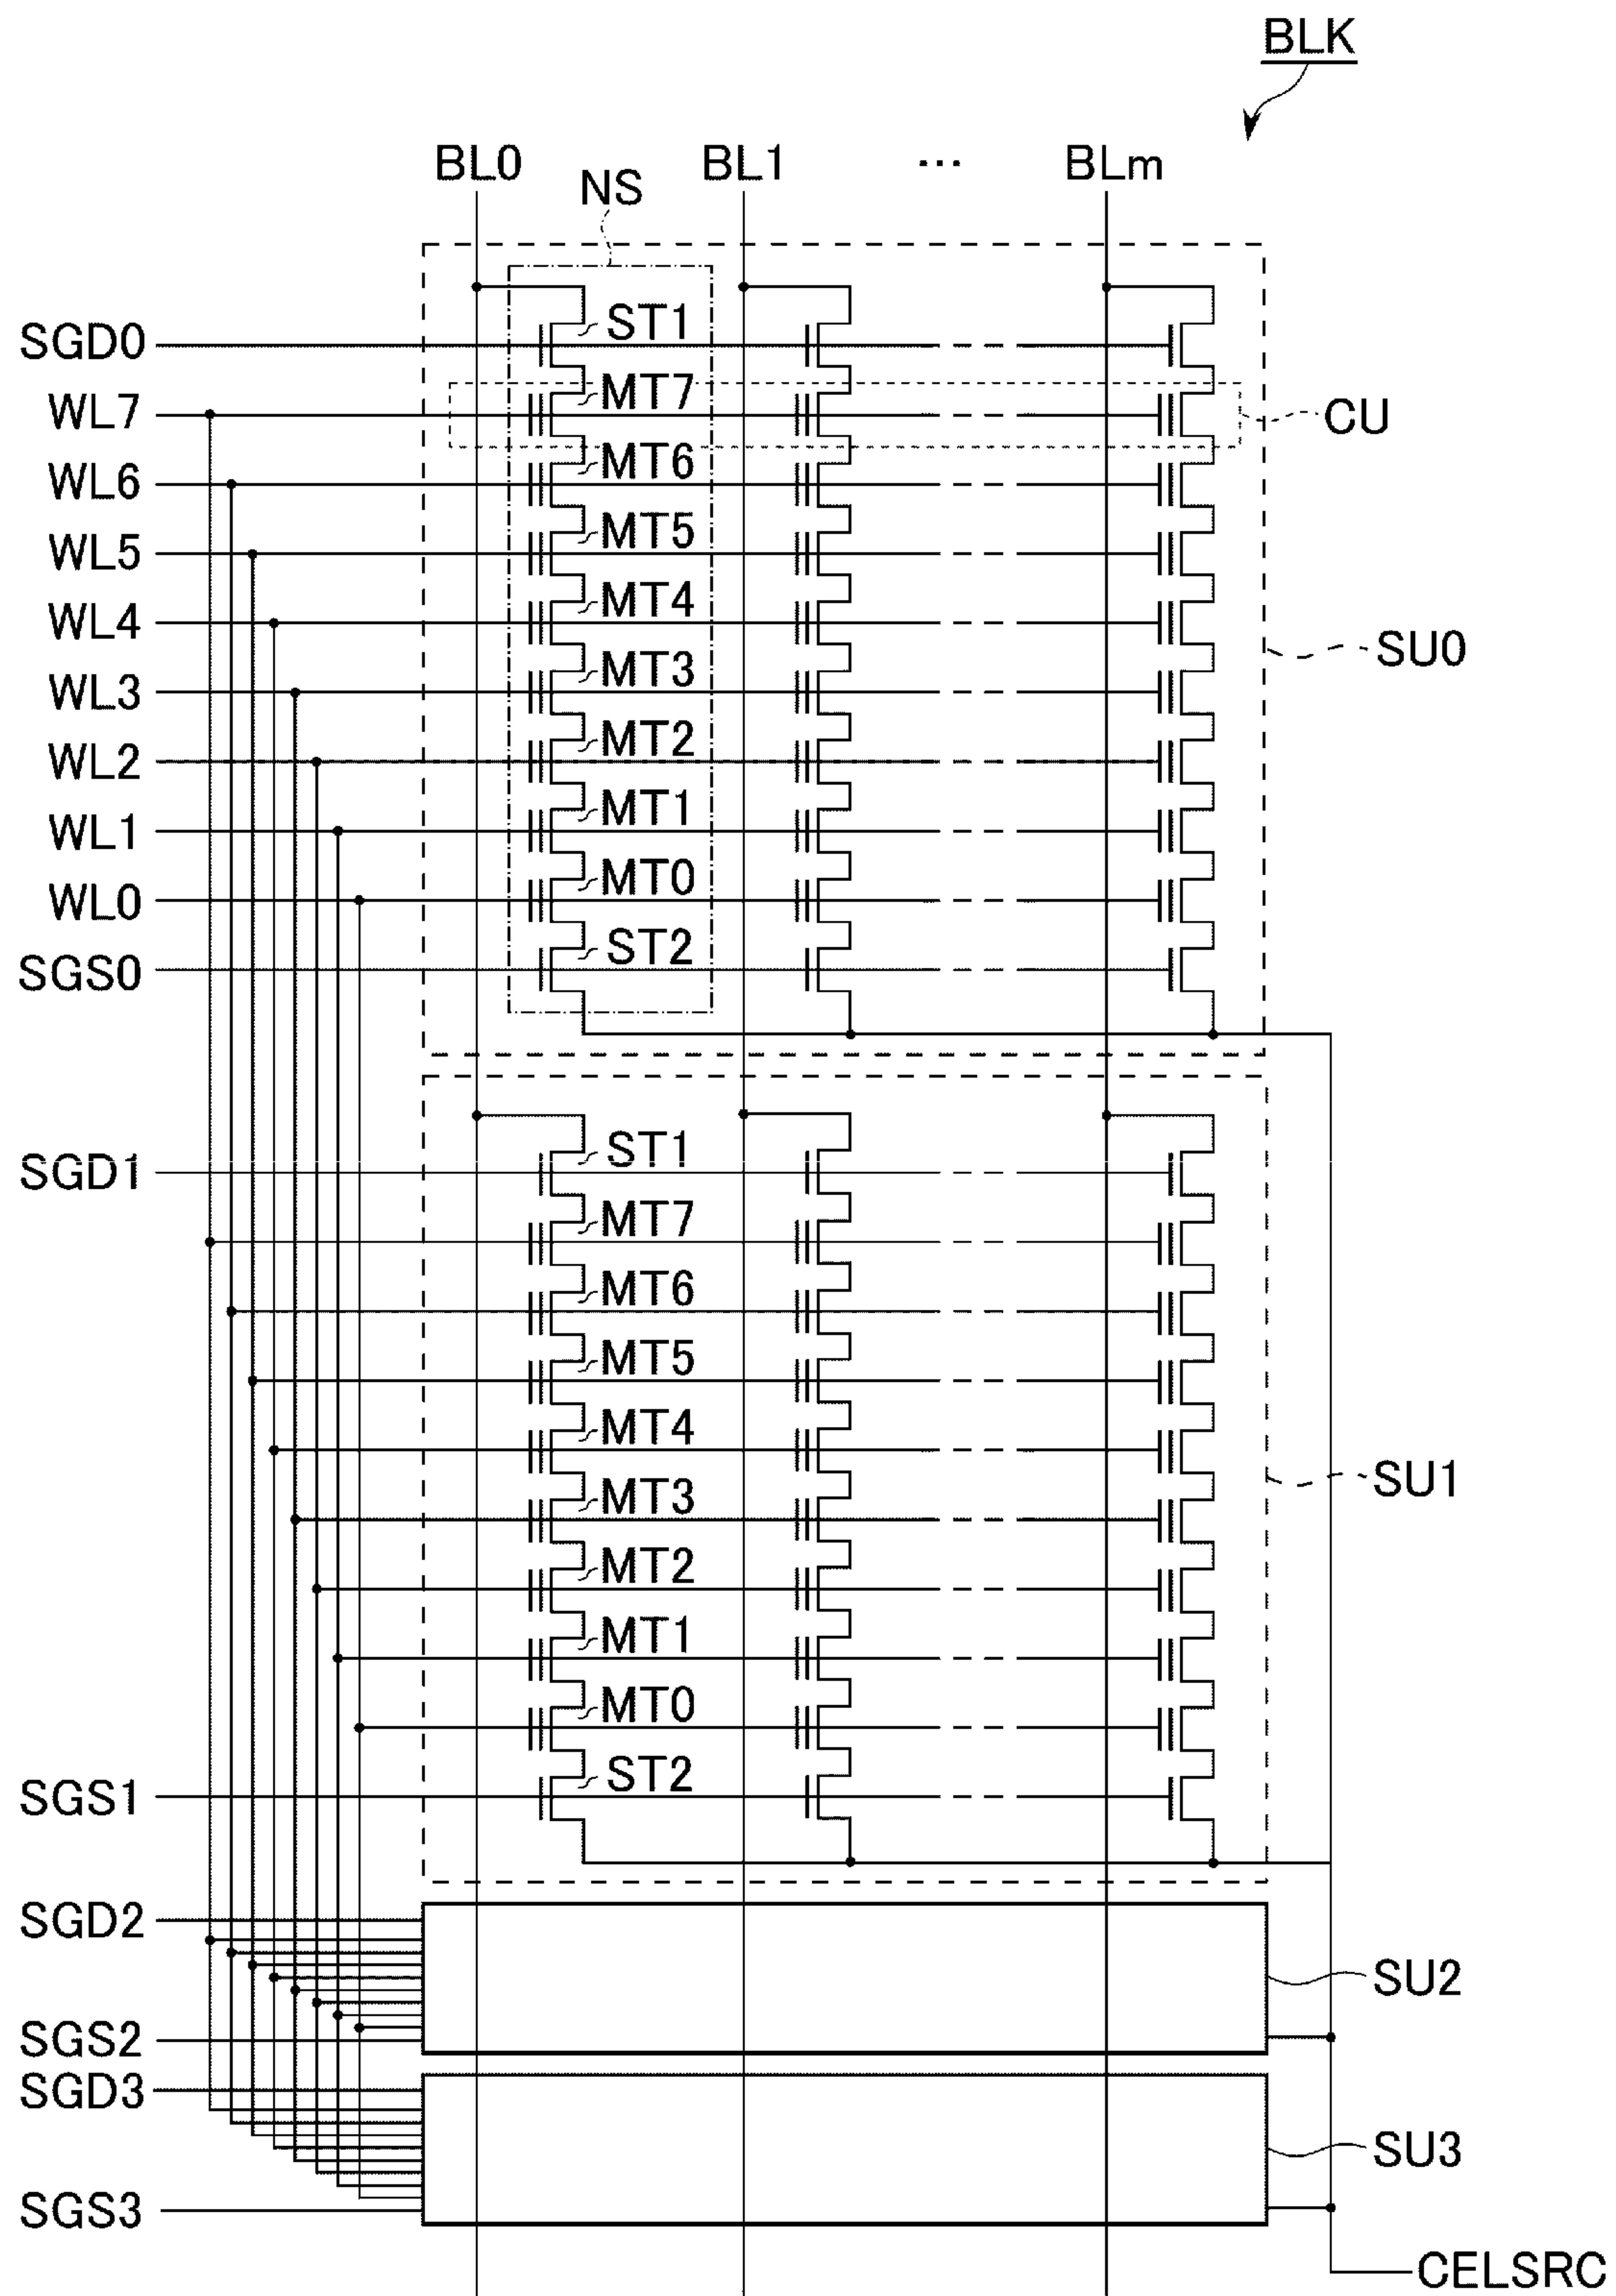 BLK
BL0 BL1 ... BLm
NS
SGD0 ST1
WL7 MT7 CU
WL6 MT6
WL5 MT5
WL4 MT4
SU0
WL3 MT3
WL2 MT2
WL1 MT1
WL0 MT0
SGS0 ST2
SGD1 ST1
MT7
MT6
MT5
MT4
SU1
MT3
MT2
MT1
MT0
SGS1 ST2
SGD2
SU2
SGS2
SGD3
SU3
SGS3
CELSRC